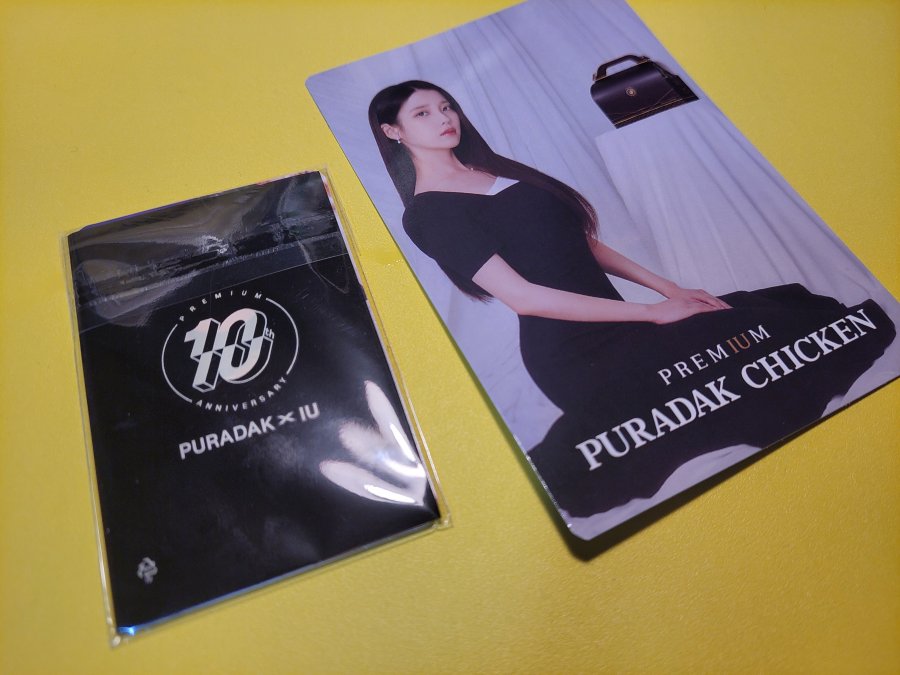 PREMIUM
10th
ANNIVERSARY
PURADAK × IU
PREMIUM
PURADAK CHICKEN